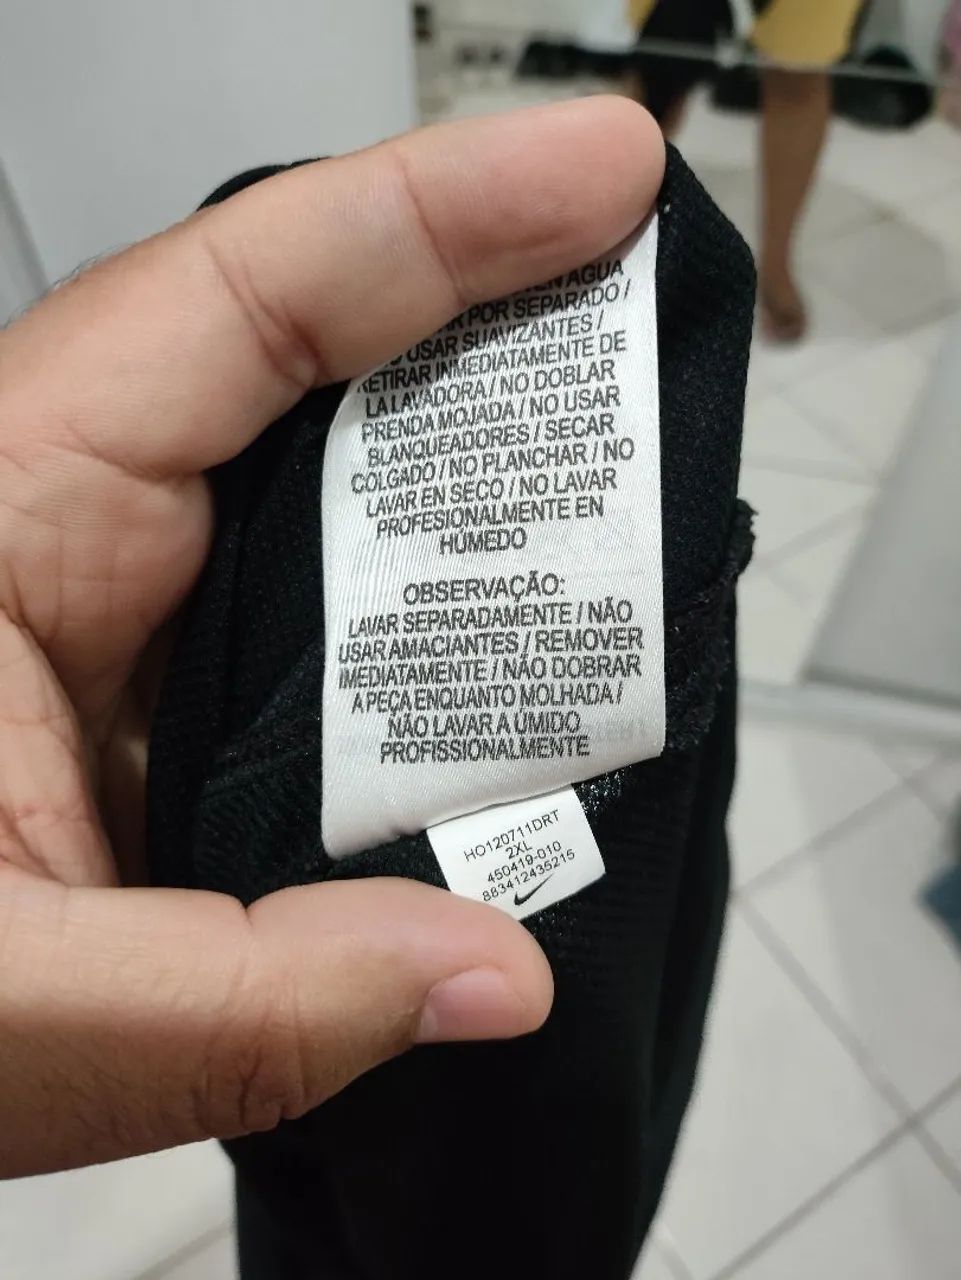 EN AGUA
POR SEPARADO /
USAR SUAVIZANTES /
RETIRAR INMEDIATAMENTE DE
LA LAVADORA / NO DOBLAR
PRENDA MOJADA / NO USAR
BLANQUEADORES / SECAR
COLGADO / NO PLANCHAR / NO
LAVAR EN SECO / NO LAVAR
PROFESIONALMENTE EN
HÚMEDO
OBSERVAÇÃO:
LAVAR SEPARADAMENTE / NÃO
USAR AMACIANTES / REMOVER
IMEDIATAMENTE / NÃO DOBRAR
A PEÇA ENQUANTO MOLHADA /
NÃO LAVAR A ÚMIDO
PROFISSIONALMENTE
HO120711DRT
2XL
450419-010
883412435215